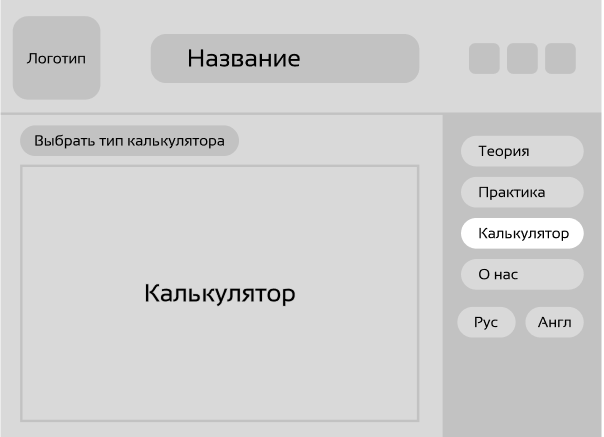 Логотип
Название
Выбрать тип калькулятора
Калькулятор
Теория
Практика
Калькулятор
О нас
Рус
Англ